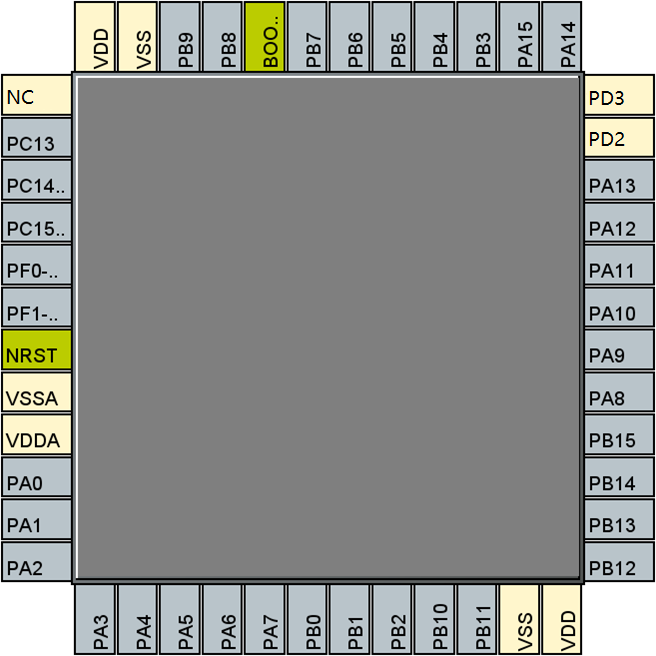 VDD
VSS
PB9
PB8
BOO..
PB7
PB6
PB5
PB4
PB3
PA15
PA14
NC
PC13
PC14..
PC15..
PF0-..
PF1-..
NRST
VSSA
VDDA
PA0
PA1
PA2
PD3
PD2
PA13
PA12
PA11
PA10
PA9
PA8
PB15
PB14
PB13
PB12
PA3
PA4
PA5
PA6
PA7
PB0
PB1
PB2
PB10
PB11
VSS
VDD